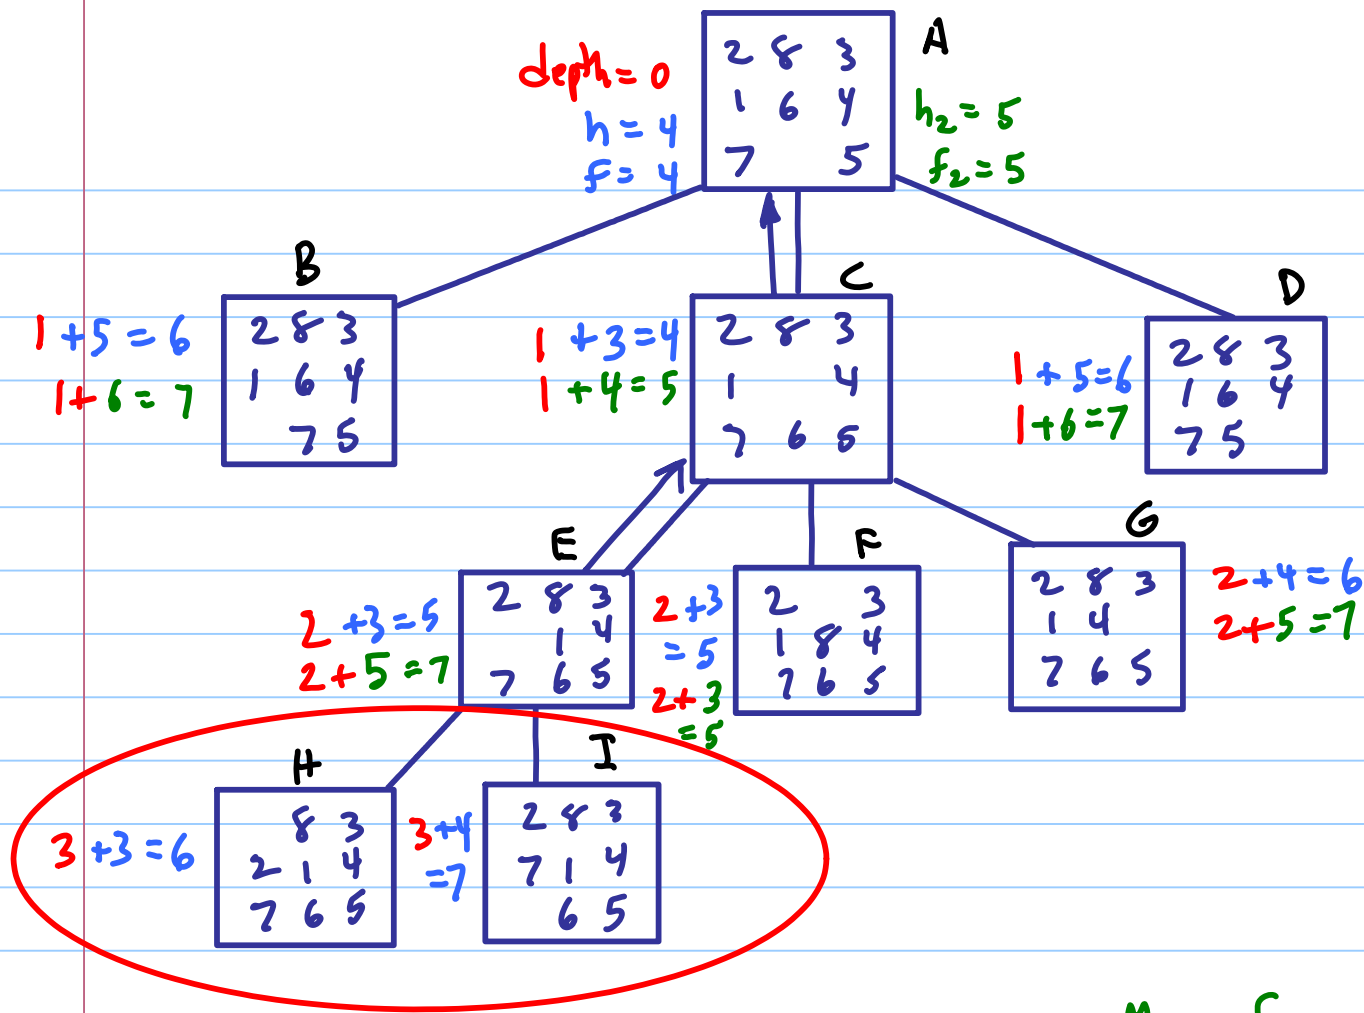 A
2 8 3
depth = 0
1 6 4
h₂ = 5
h = 4
7 5
f₂ = 5
f = 4
B
C
D
2 8 3
1 + 5 = 6
1 6 4
1 + 6 = 7
7 5
2 8 3
1 + 3 = 4
1 4
1 + 4 = 5
7 6 5
2 8 3
1 + 5 = 6
1 6 4
1 + 6 = 7
7 5
E
F
G
2 8 3
2 + 3 = 5
1 4
2 + 5 = 7
7 6 5
2 3
2 + 3
= 5
1 8 4
2 + 3
= 5
7 6 5
2 8 3
2 + 4 = 6
1 4
2 + 5 = 7
7 6 5
H
I
8 3
3 + 3 = 6
2 1 4
7 6 5
2 8 3
3 + 4
= 7
7 1 4
6 5